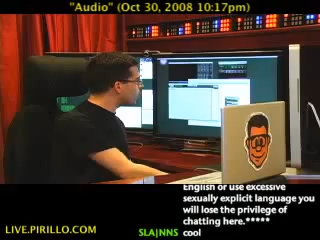 "Audio" (Oct 30, 2008 10:17pm)
English or use excessive
sexually explicit language you
will lose the privilege of
chatting here.*****
SLA|NNS cool
LIVE.PIRILLO.COM